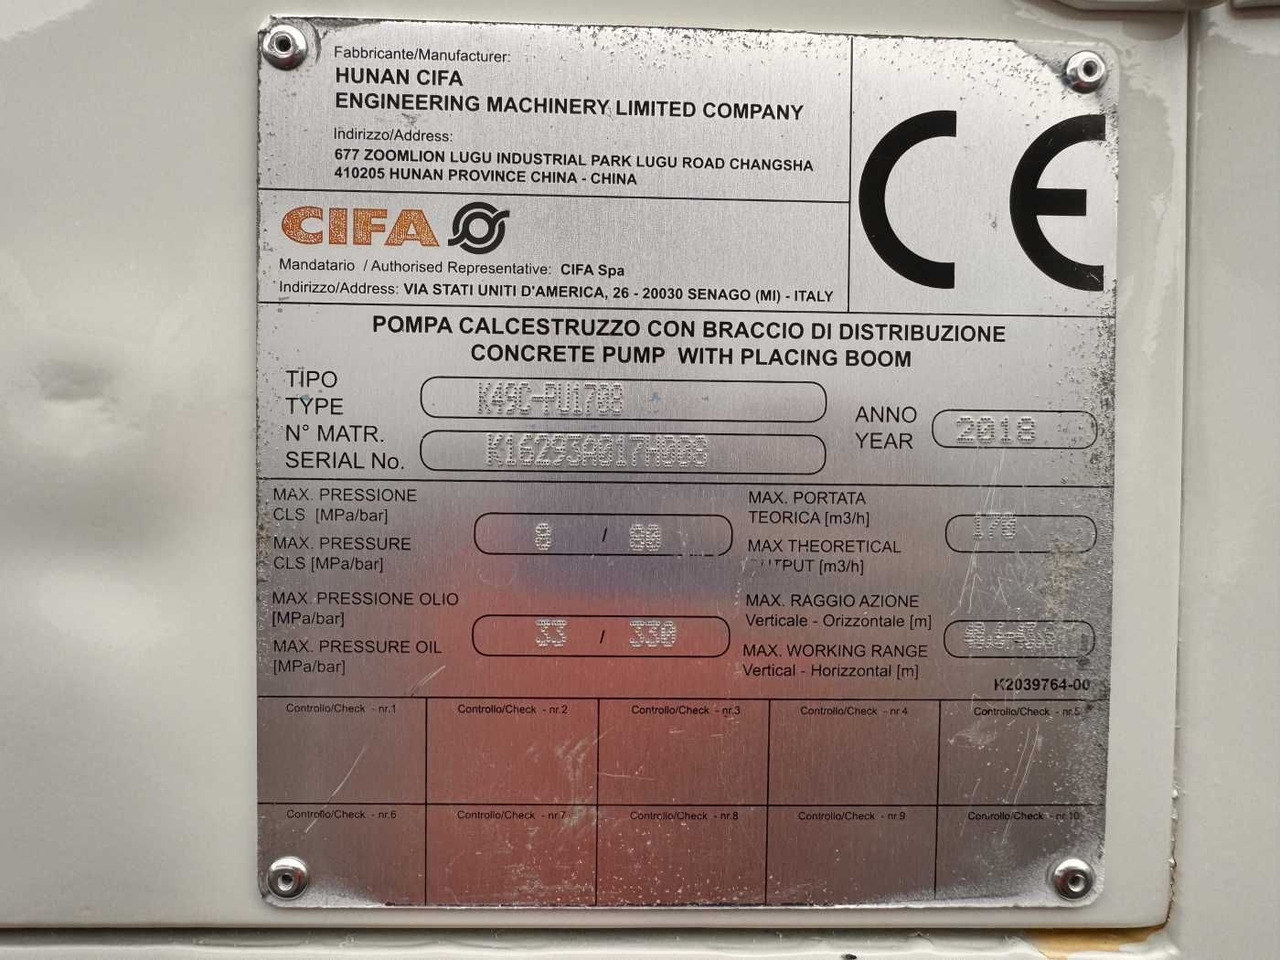 Fabbricante/Manufacturer:
HUNAN CIFA
ENGINEERING MACHINERY LIMITED COMPANY
Indirizzo/Address:
677 ZOOMLION LUGU INDUSTRIAL PARK LUGU ROAD CHANGSHA
410205 HUNAN PROVINCE CHINA - CHINA
CE
CIFA
Mandatario / Authorised Representative: CIFA Spa
Indirizzo/Address: VIA STATI UNITI D'AMERICA, 26 - 20030 SENAGO (MI) - ITALY
POMPA CALCESTRUZZO CON BRACCIO DI DISTRIBUZIONE
CONCRETE PUMP WITH PLACING BOOM
TIPO
TYPE
N° MATR.
SERIAL No.
ANNO
YEAR
2018
MAX. PRESSIONE
CLS [MPa/bar]
MAX. PRESSURE
CLS [MPa/bar]
8 / 80
MAX. PORTATA
TEORICA [m3/h]
MAX THEORETICAL
[m3/h]
170
MAX. PRESSIONE OLIO
[MPa/bar]
MAX. PRESSURE OIL
[MPa/bar]
33 / 330
MAX. RAGGIO AZIONE
Verticale - Orizzontale [m]
MAX. WORKING RANGE
Vertical - Horizzontal [m]
K2039764-00
Controllo/Check - nr.1
Controllo/Check - nr.2
Controllo/Check - nr.3
Controllo/Check - nr.4
Controllo/Check - nr.5
Controllo/Check - nr.6
Controllo/Check - nr.7
Controllo/Check - nr.8
Controllo/Check - nr.9
Controllo/Check - nr.10